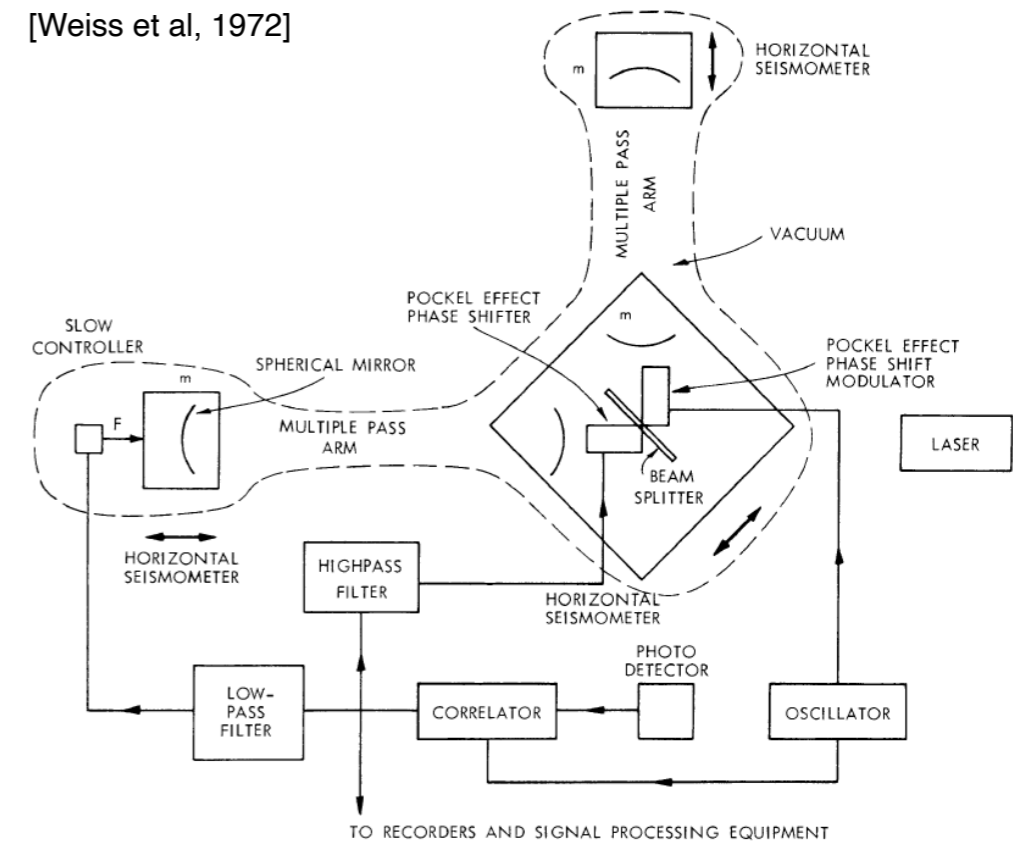 [Weiss et al, 1972]
m
HORIZONTAL
SEISMOMETER
MULTIPLE PASS
ARM
VACUUM
POCKEL EFFECT
PHASE SHIFTER
m
SLOW
CONTROLLER
SPHERICAL MIRROR
m
F
MULTIPLE PASS
ARM
POCKEL EFFECT
PHASE SHIFT
MODULATOR
LASER
BEAM
SPLITTER
HORIZONTAL
SEISMOMETER
HIGHPASS
FILTER
HORIZONTAL
SEISMOMETER
PHOTO
DETECTOR
LOW-
PASS
FILTER
CORRELATOR
OSCILLATOR
TO RECORDERS AND SIGNAL PROCESSING EQUIPMENT